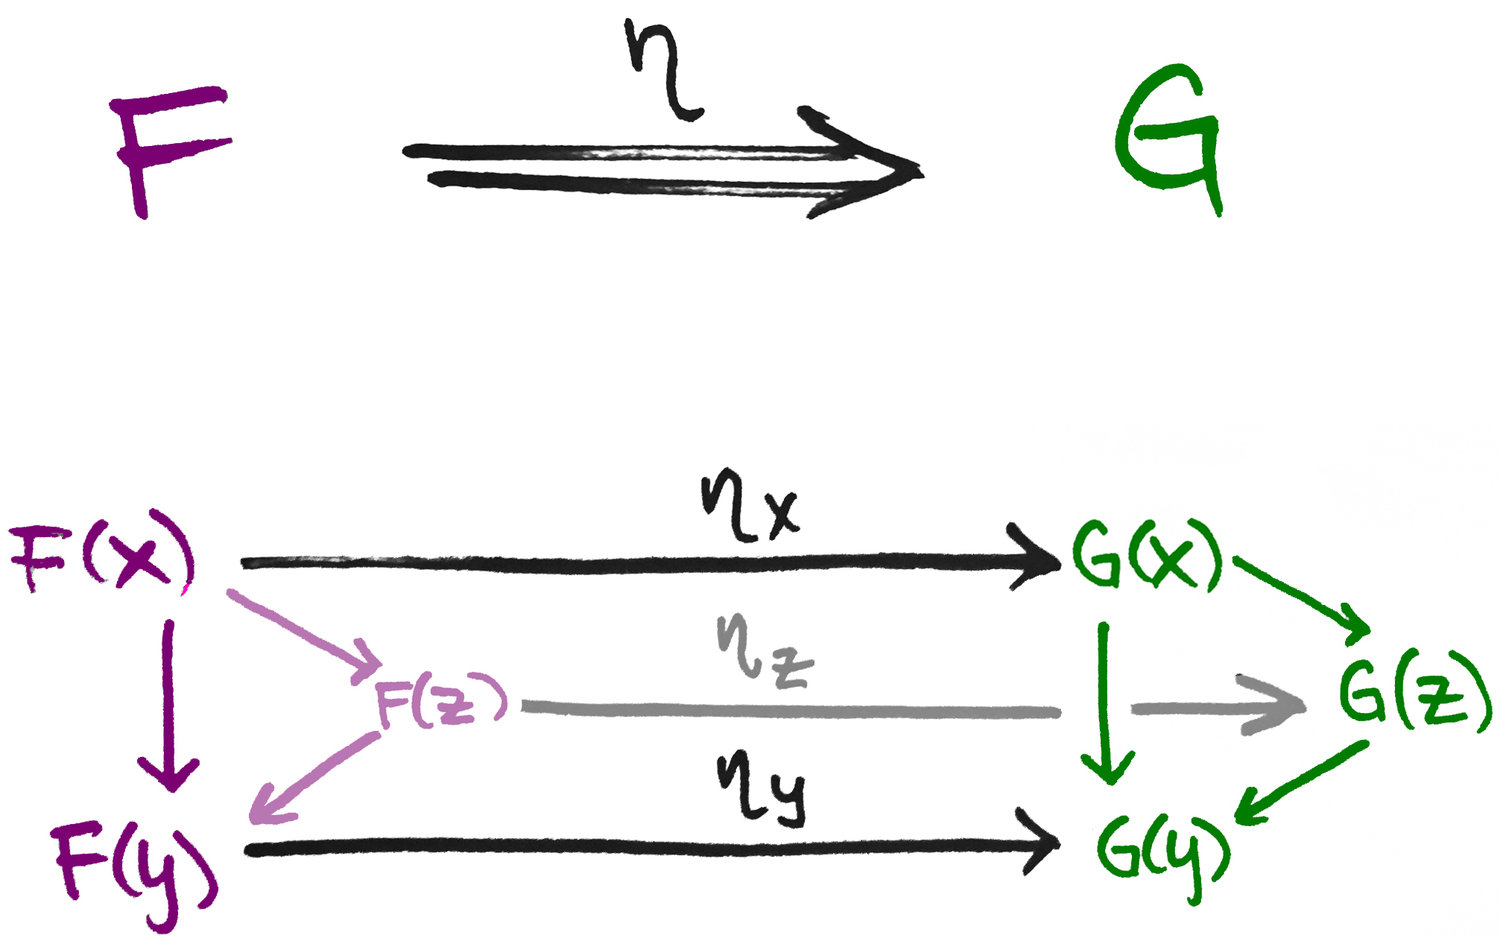 η
F G
ηx
F(x) G(x)
ηz
F(z) G(z)
ηy
F(y) G(y)